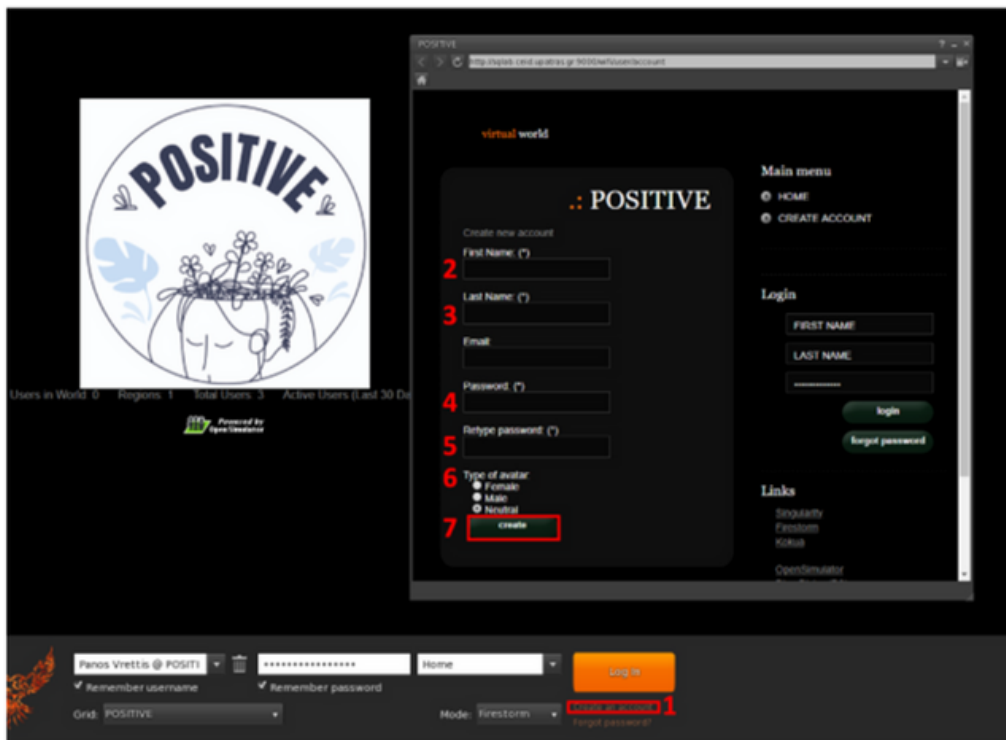 POSITIVE
Users in World: 0 Regions: 1 Total Users: 3 Active Users (Last 30 Da
Powered by
OpenSimulator
POSITIVE
virtual world
.: POSITIVE
Create new account
2 First Name: (*)
3 Last Name: (*)
Email:
4 Password: (*)
5 Retype password: (*)
6 Type of avatar:
Female
Male
Neutral
7 create
Main menu
HOME
CREATE ACCOUNT
Login
FIRST NAME
LAST NAME
login
forgot password
Links
Singularity
Firestorm
Kokua
OpenSimulator
Panos Vrettis @ POSITI
Home
Log In
Remember username
Remember password
Create an account 1
Grid: POSITIVE
Mode: Firestorm
Forgot password?